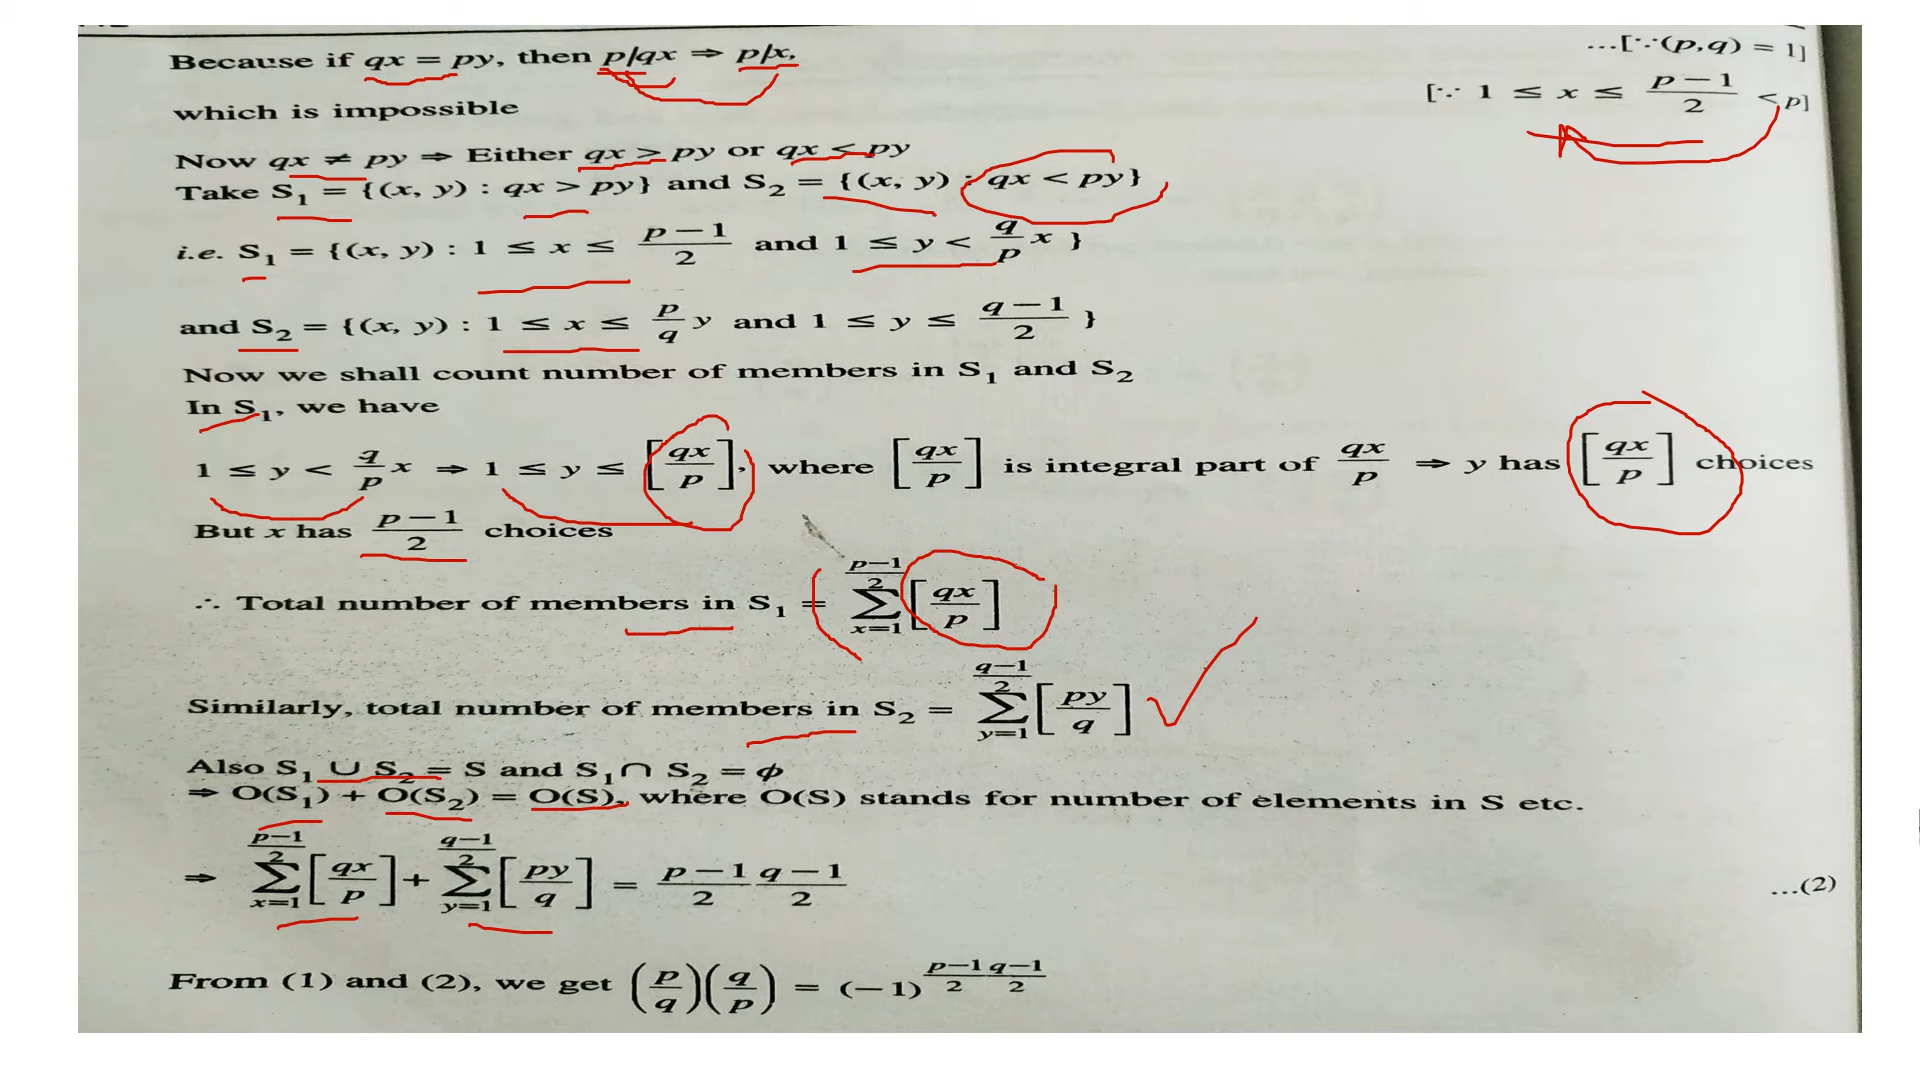 Because if qx = py, then p/qx ⇒ p/x, ...[∵ (p,q) = 1]
which is impossible [∵ 1 ≤ x ≤ (p−1)/2 < p]
Now qx ≠ py ⇒ Either qx > py or qx < py
Take S₁ = {(x, y) : qx > py} and S₂ = {(x, y) : qx < py}
i.e. S₁ = {(x, y) : 1 ≤ x ≤ (p−1)/2 and 1 ≤ y < (q/p)x }
and S₂ = {(x, y) : 1 ≤ x ≤ (p/q)y and 1 ≤ y ≤ (q−1)/2 }
Now we shall count number of members in S₁ and S₂
In S₁, we have
1 ≤ y < (q/p)x ⇒ 1 ≤ y ≤ [qx/p], where [qx/p] is integral part of qx/p ⇒ y has [qx/p] choices
But x has (p−1)/2 choices
∴ Total number of members in S₁ = ∑_{x=1}^{(p−1)/2} [qx/p]
Similarly, total number of members in S₂ = ∑_{y=1}^{(q−1)/2} [py/q]
Also S₁ ∪ S₂ = S and S₁ ∩ S₂ = ϕ
⇒ O(S₁) + O(S₂) = O(S), where O(S) stands for number of elements in S etc.
⇒ ∑_{x=1}^{(p−1)/2} [qx/p] + ∑_{y=1}^{(q−1)/2} [py/q] = (p−1)/2 (q−1)/2 ...(2)
From (1) and (2), we get (p/q)(q/p) = (−1)^{(p−1)/2 (q−1)/2}